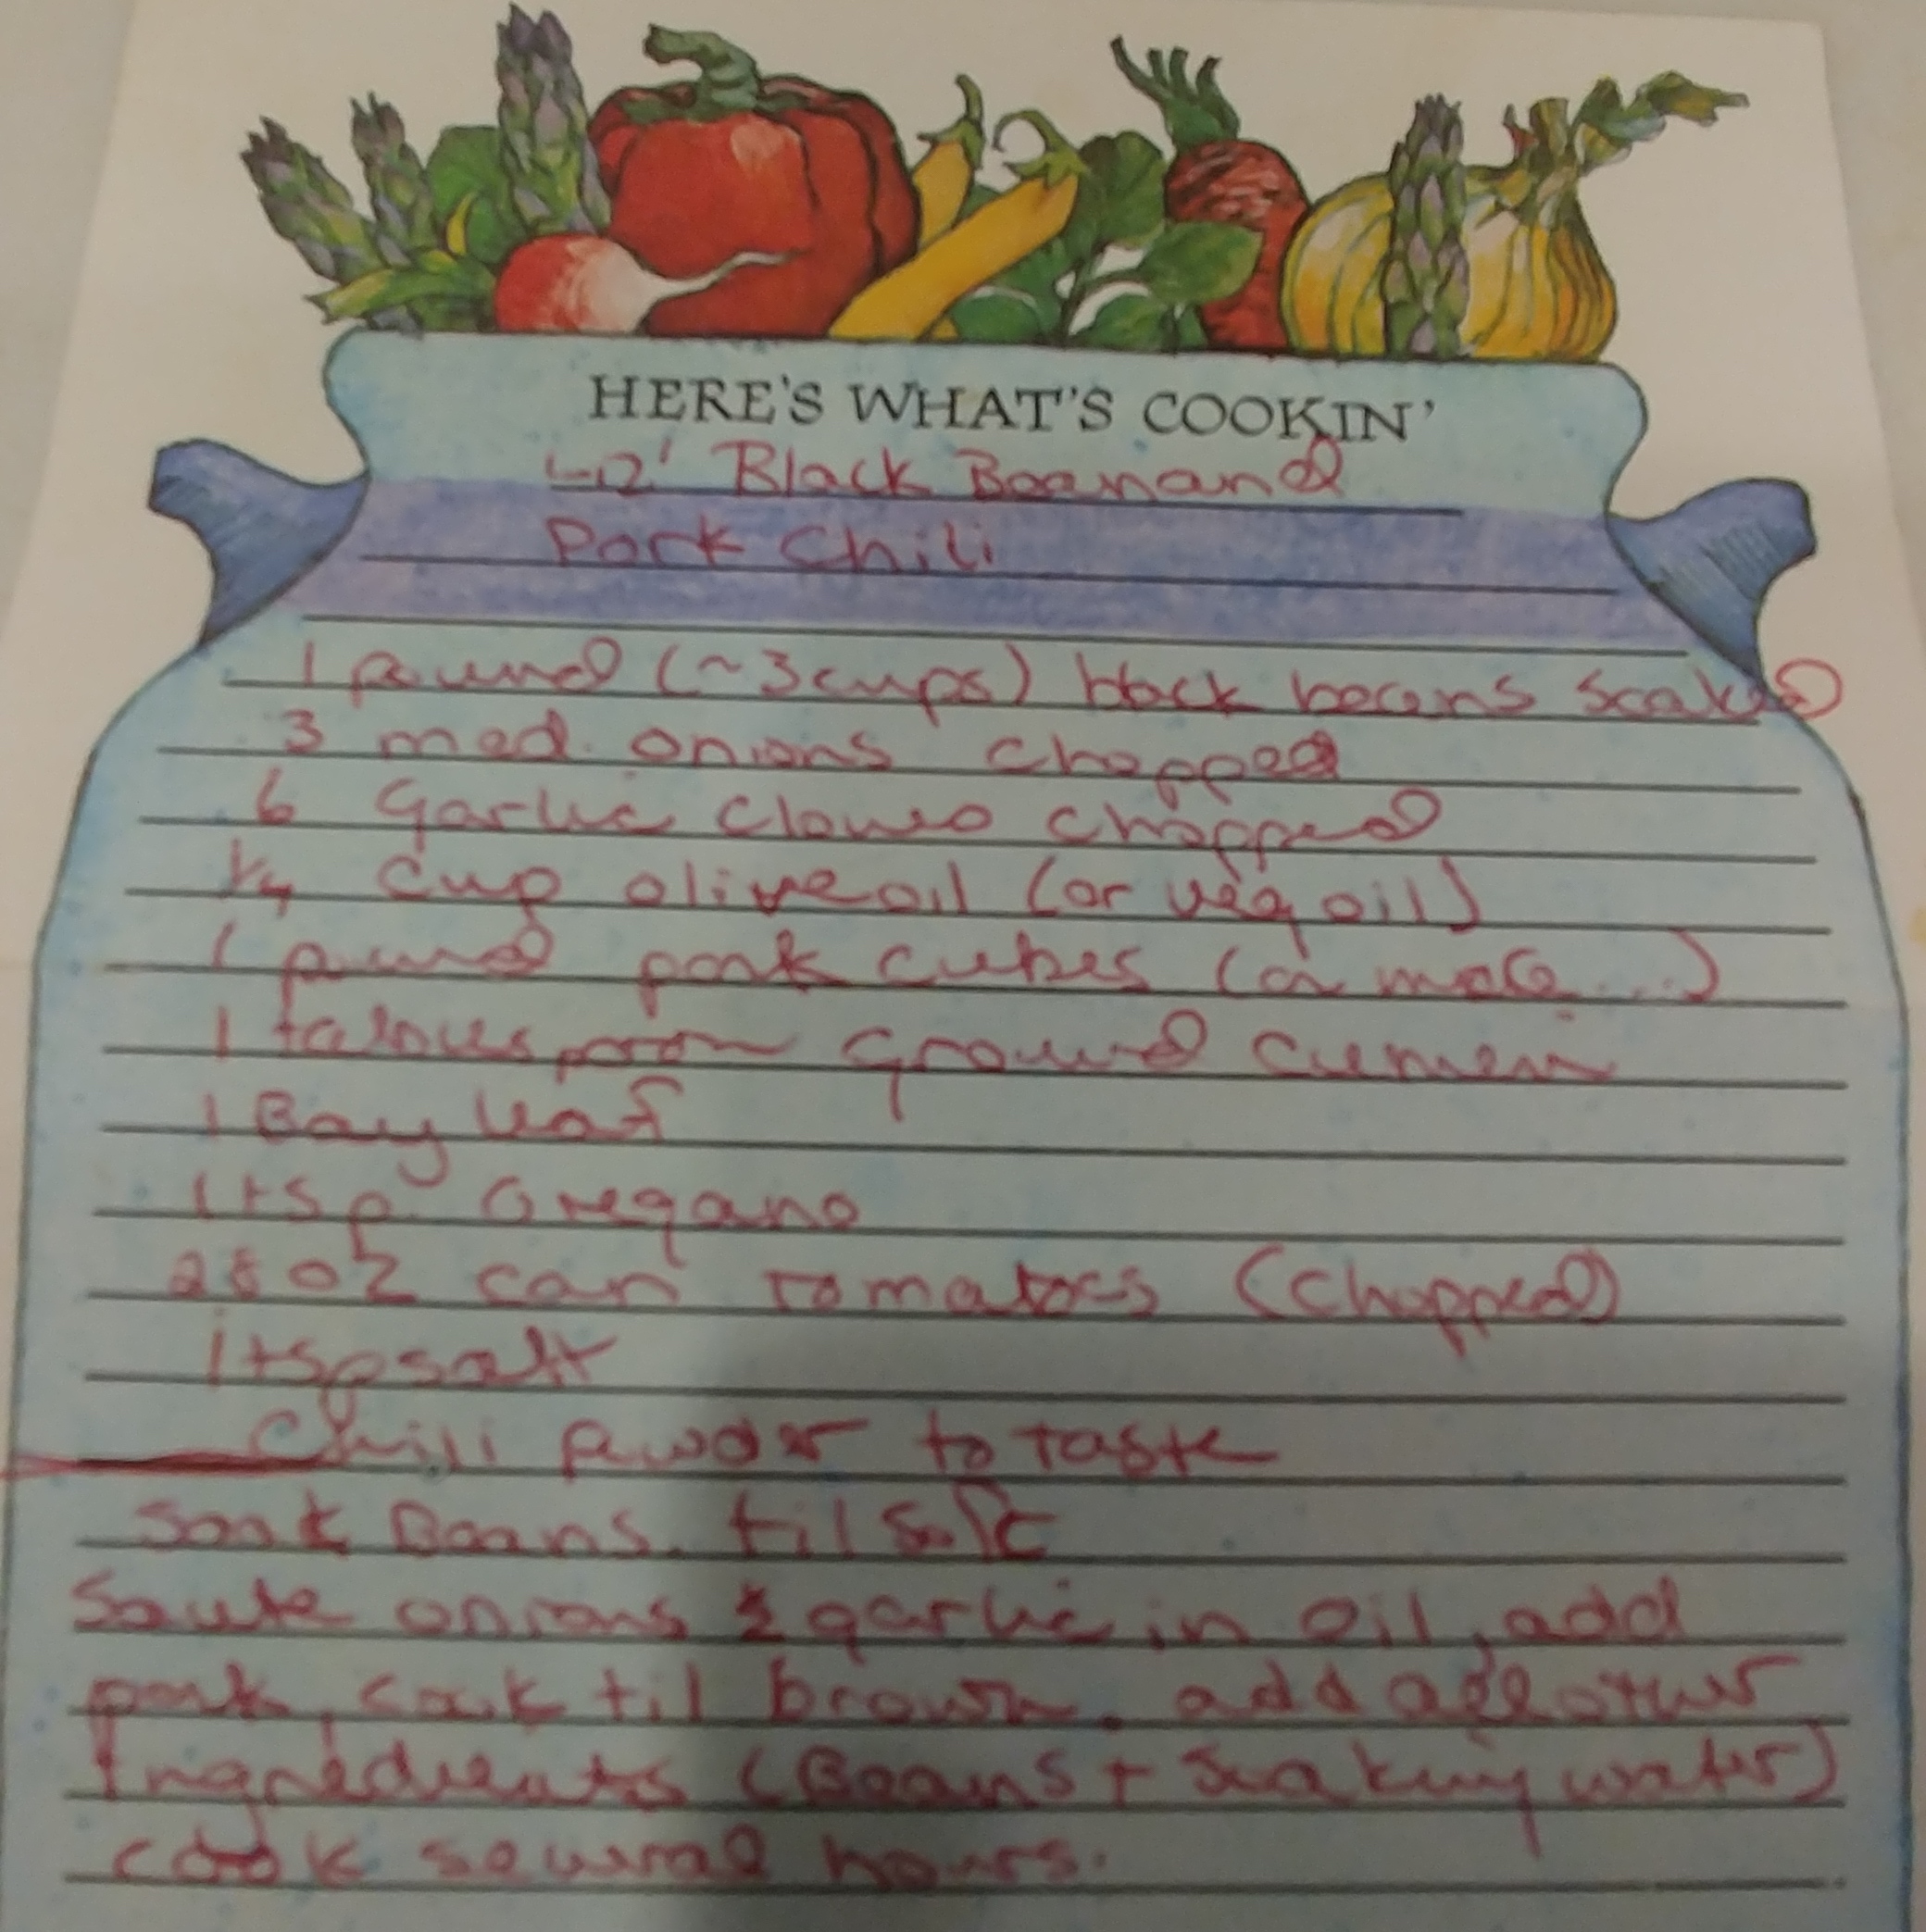 HERE'S WHAT'S COOKIN'
Black Bean and
Pork Chili
1 pound (~3cups) black beans soaked
3 med. onions chopped
6 Garlic Cloves Chopped
1/4 Cup olive oil (or veg oil)
1 pound pork cubes (or more...)
1 tablespoon ground cumin
1 Bay leaf
1 tsp. Oregano
28 oz can tomatoes (chopped)
1 tsp salt
Chili powder to taste
Soak Beans. til soft
Saute onions & garlic in oil, add
pork, cook til brown. add all other
Ingredients (Beans + Soaking water)
cook several hours.